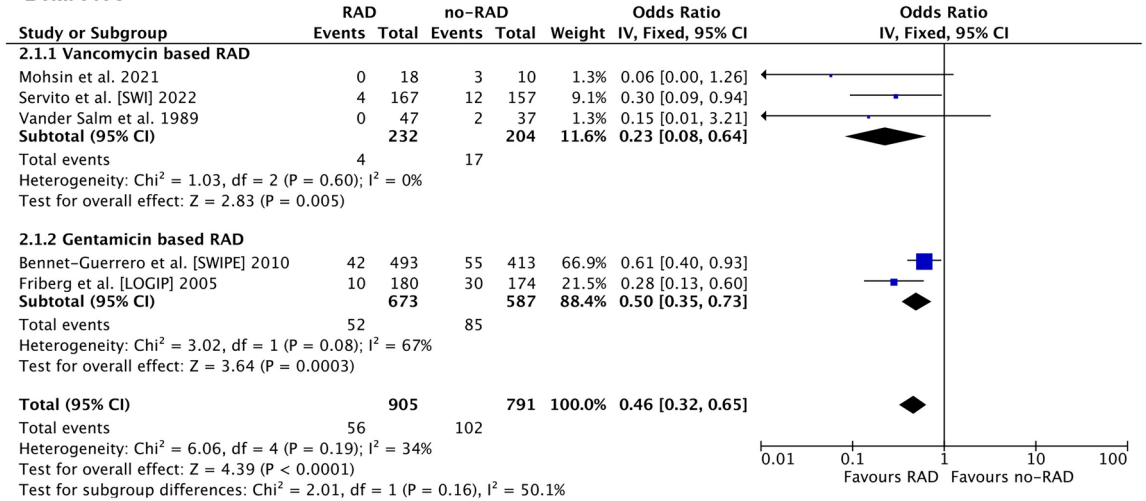 RAD no-RAD Odds Ratio Odds Ratio
Study or Subgroup Events Total Events Total Weight IV, Fixed, 95% CI IV, Fixed, 95% CI
2.1.1 Vancomycin based RAD
Mohsin et al. 2021 0 18 3 10 1.3% 0.06 [0.00, 1.26]
Servito et al. [SWI] 2022 4 167 12 157 9.1% 0.30 [0.09, 0.94]
Vander Salm et al. 1989 0 47 2 37 1.3% 0.15 [0.01, 3.21]
Subtotal (95% CI) 232 204 11.6% 0.23 [0.08, 0.64]
Total events 4 17
Heterogeneity: Chi² = 1.03, df = 2 (P = 0.60); I² = 0%
Test for overall effect: Z = 2.83 (P = 0.005)
2.1.2 Gentamicin based RAD
Bennet-Guerrero et al. [SWIPE] 2010 42 493 55 413 66.9% 0.61 [0.40, 0.93]
Friberg et al. [LOGIP] 2005 10 180 30 174 21.5% 0.28 [0.13, 0.60]
Subtotal (95% CI) 673 587 88.4% 0.50 [0.35, 0.73]
Total events 52 85
Heterogeneity: Chi² = 3.02, df = 1 (P = 0.08); I² = 67%
Test for overall effect: Z = 3.64 (P = 0.0003)
Total (95% CI) 905 791 100.0% 0.46 [0.32, 0.65]
Total events 56 102
Heterogeneity: Chi² = 6.06, df = 4 (P = 0.19); I² = 34%
Test for overall effect: Z = 4.39 (P < 0.0001)
Test for subgroup differences: Chi² = 2.01, df = 1 (P = 0.16), I² = 50.1%
0.01 0.1 1 10 100
Favours RAD Favours no-RAD